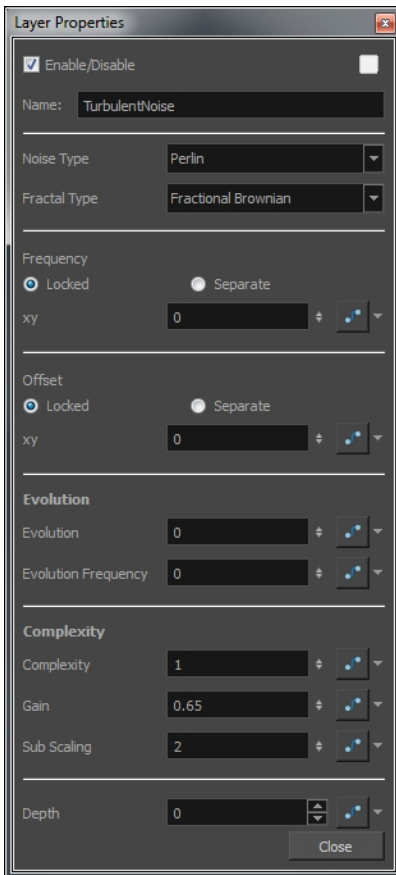 Layer Properties
Enable/Disable
Name: TurbulentNoise
Noise Type Perlin
Fractal Type Fractional Brownian
Frequency
Locked Separate
xy 0
Offset
Locked Separate
xy 0
Evolution
Evolution 0
Evolution Frequency 0
Complexity
Complexity 1
Gain 0.65
Sub Scaling 2
Depth 0
Close